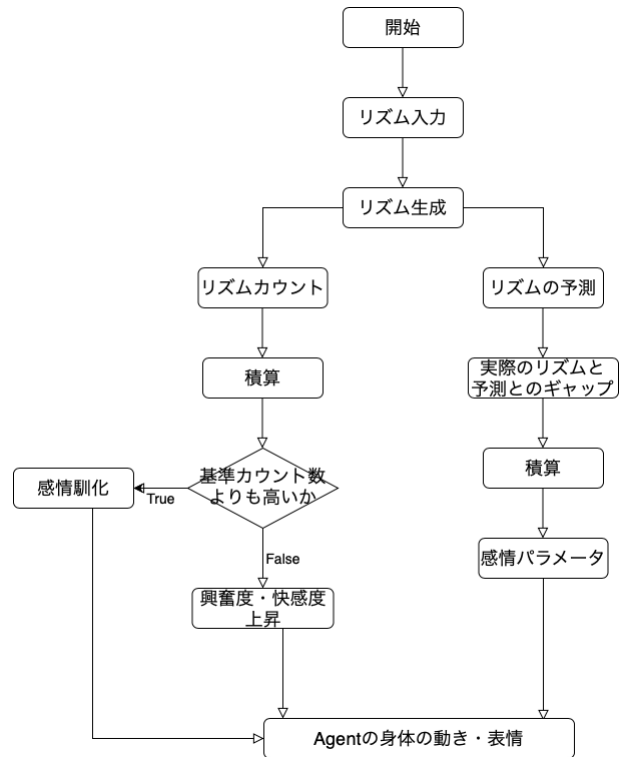 開始
リズム入力
リズム生成
リズムカウント
リズムの予測
積算
実際のリズムと
予測とのギャップ
基準カウント数
よりも高いか
感情馴化
True
積算
False
感情パラメータ
興奮度・快感度
上昇
Agentの身体の動き・表情